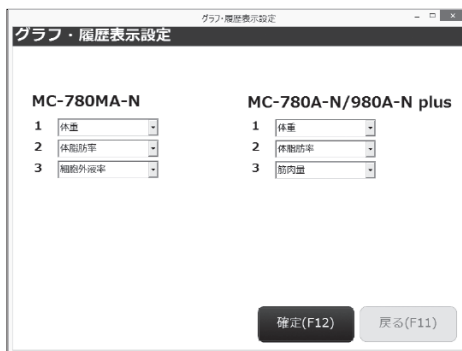 グラフ・履歴表示設定
グラフ・履歴表示設定
MC-780MA-N
1 体重
2 体脂肪率
3 細胞外液率
MC-780A-N/980A-N plus
1 体重
2 体脂肪率
3 筋肉量
確定(F12) 戻る(F11)